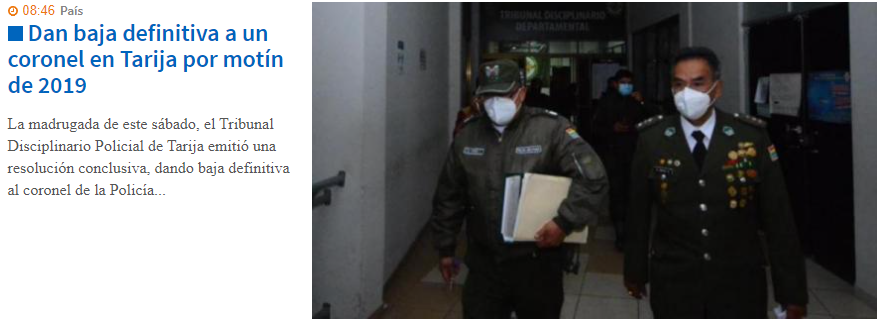 08:46 País
Dan baja definitiva a un
coronel en Tarija por motín
de 2019
La madrugada de este sábado, el Tribunal
Disciplinario Policial de Tarija emitió una
resolución conclusiva, dando baja definitiva
al coronel de la Policía...
TRIBUNAL DISCIPLINARIO
DEPARTAMENTAL